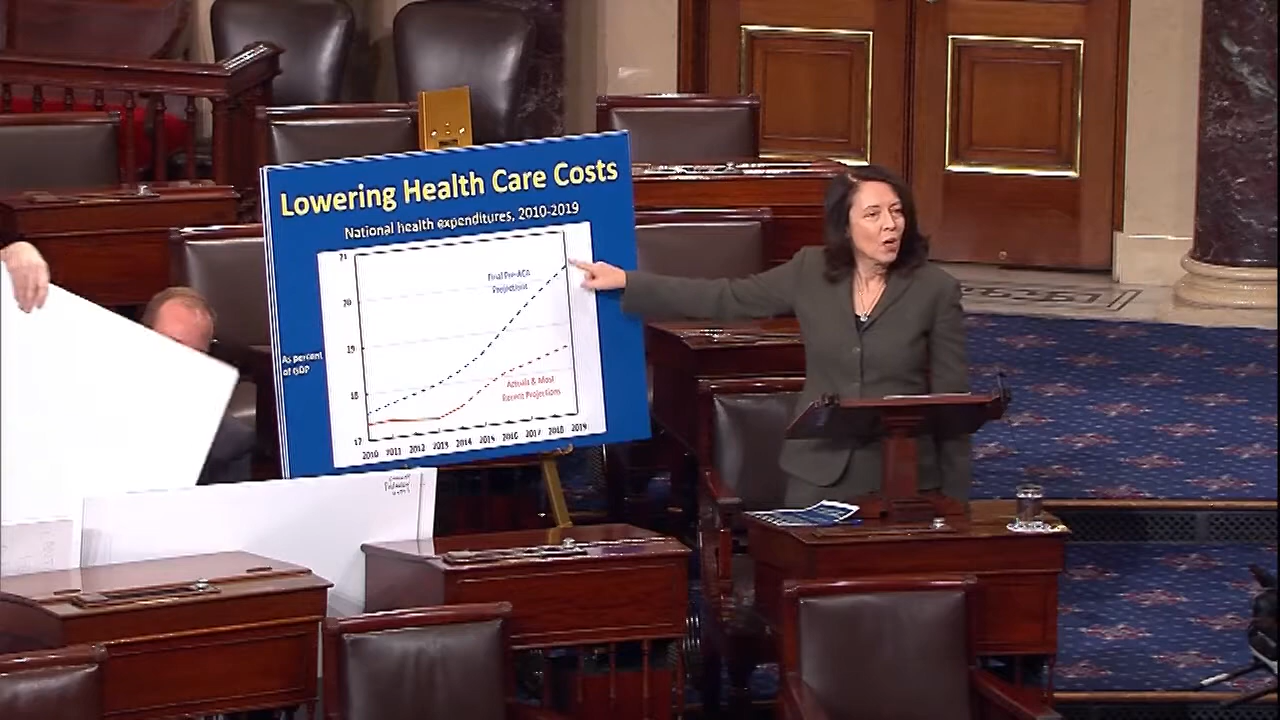 Lowering Health Care Costs
National health expenditures, 2010-2019
21
Final Pre-ACA
Projections
20
As percent
of GDP
19
Actuals & Most
Recent Projections
18
17
2010 2011 2012 2013 2014 2015 2016 2017 2018 2019